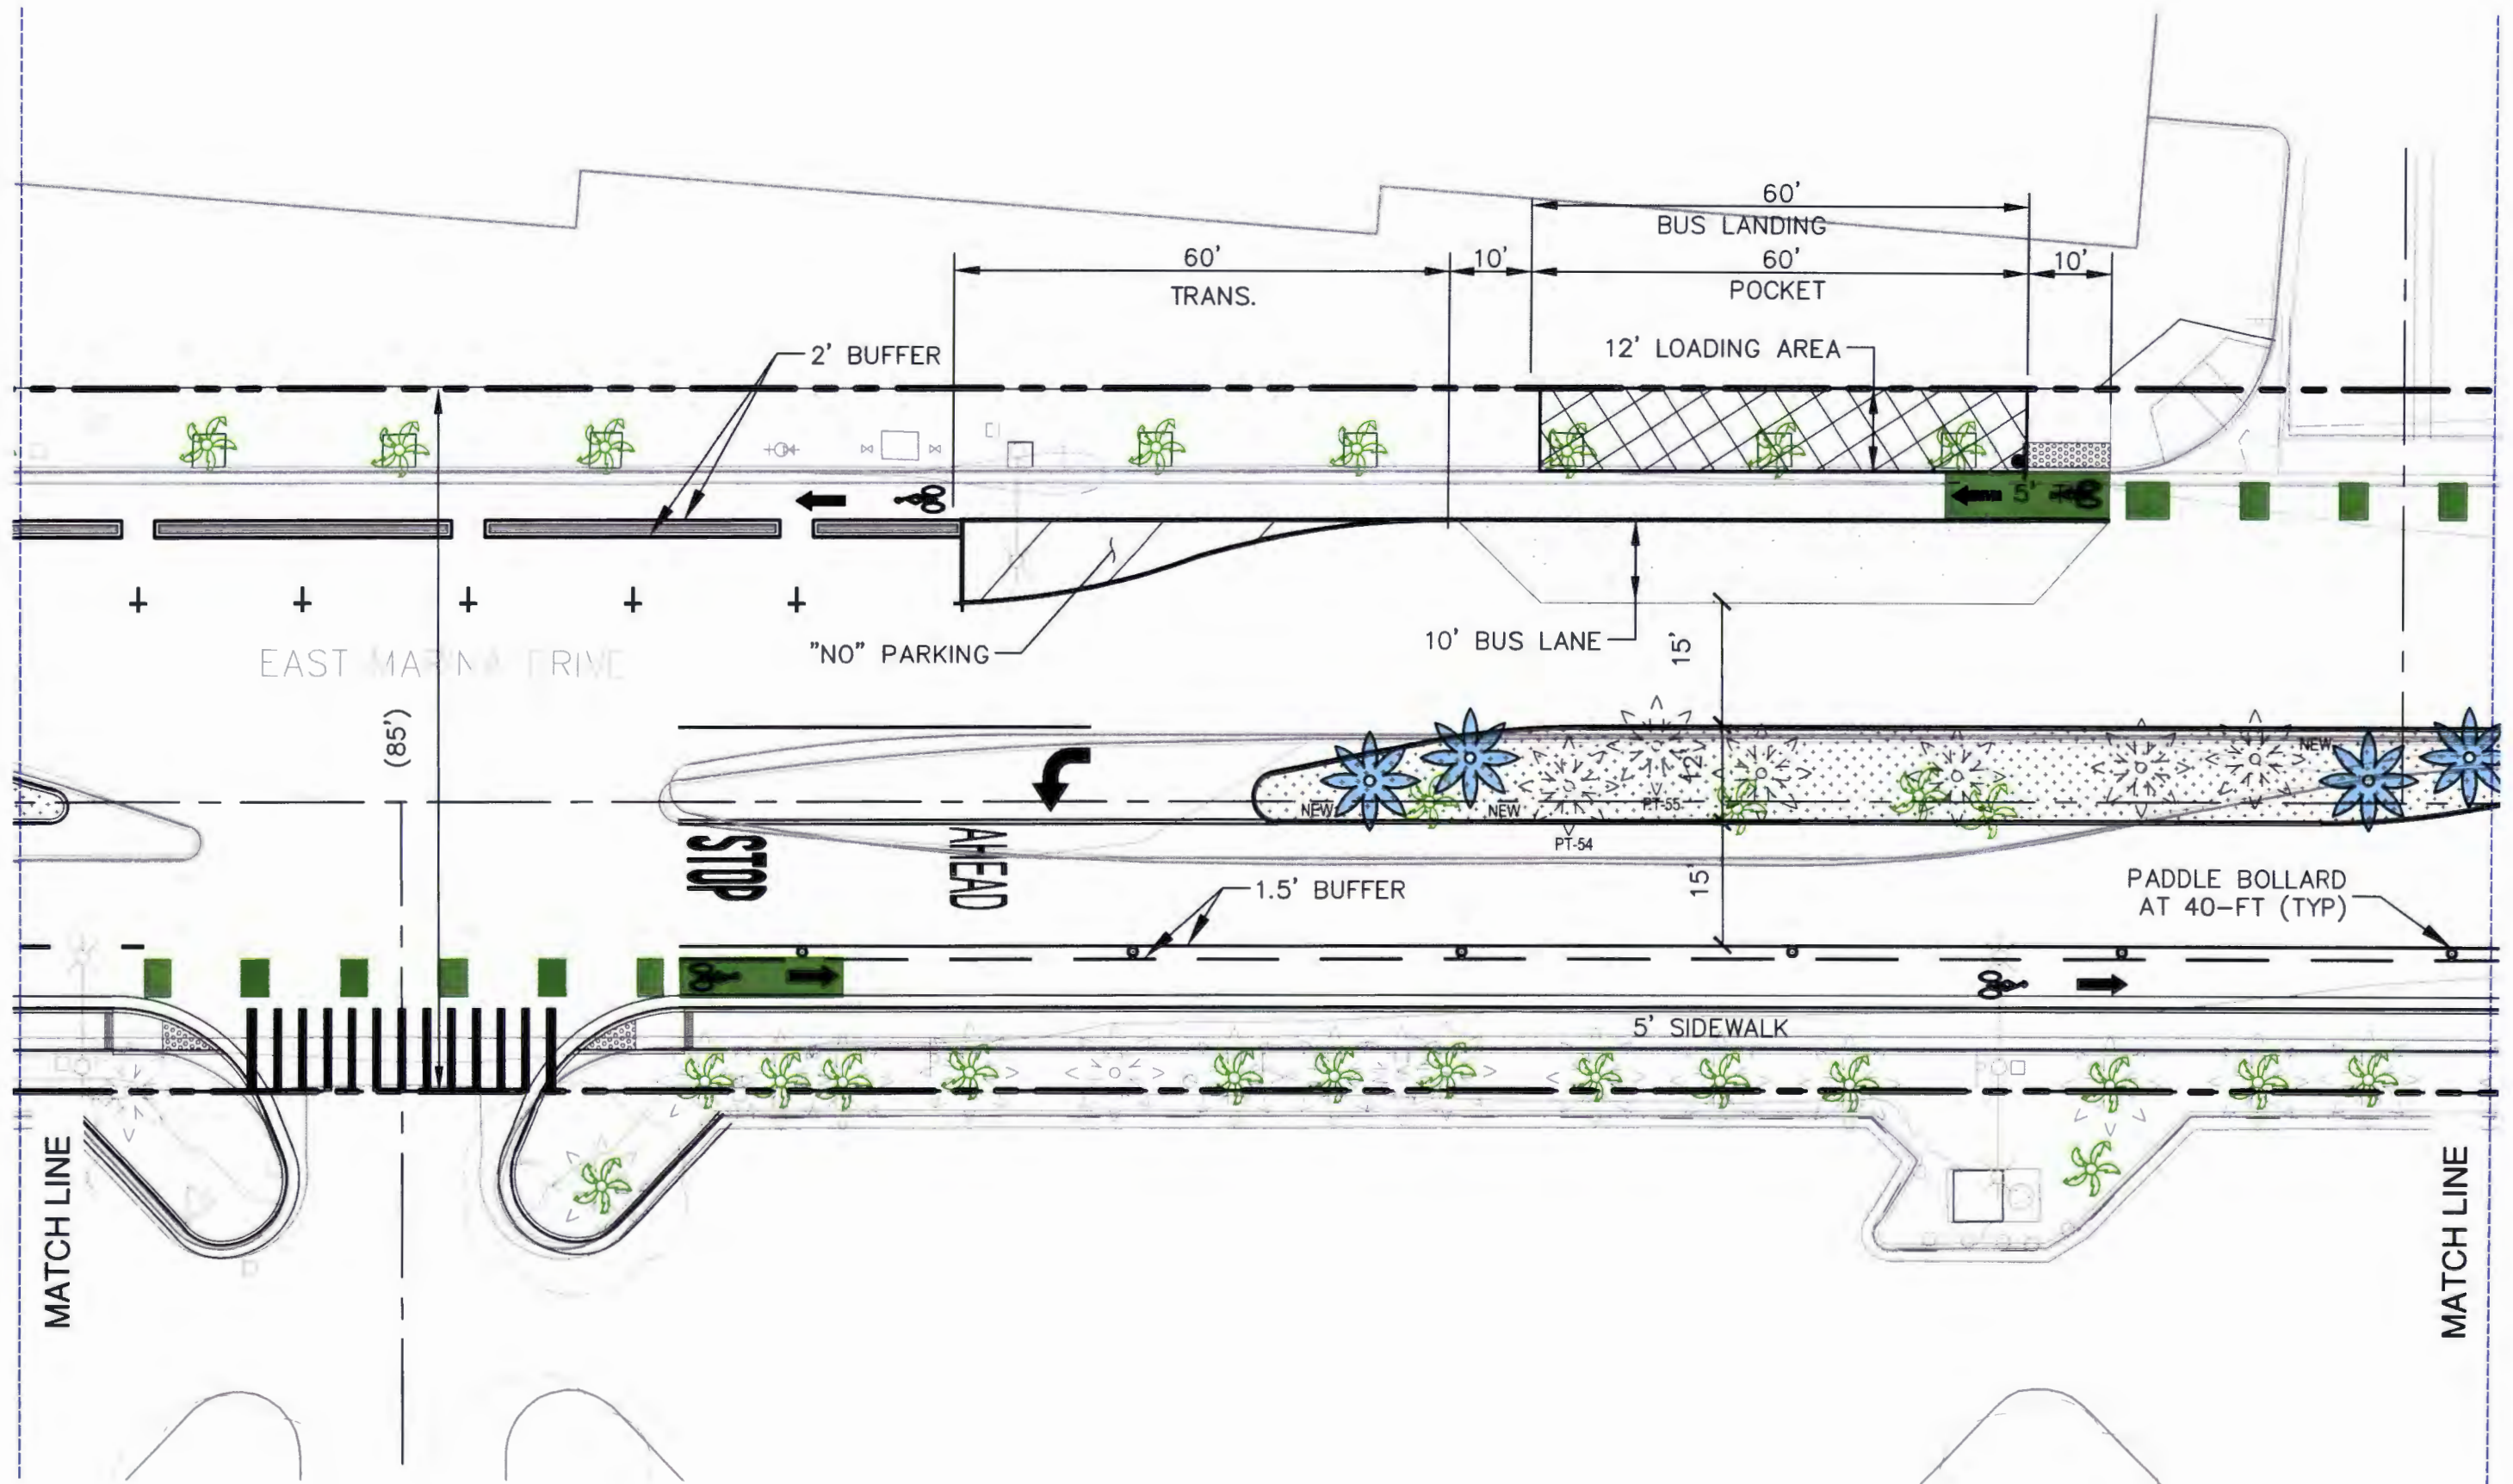 60'
BUS LANDING
60'
10'
60'
10'
TRANS.
POCKET
2' BUFFER
12' LOADING AREA
5'
"NO" PARKING
10' BUS LANE
15'
EAST MARINA DRIVE
(85')
12'
NEW
NEW
NEW
PT-55
PT-54
STOP
AHEAD
15'
1.5' BUFFER
PADDLE BOLLARD
AT 40-FT (TYP)
5' SIDEWALK
MATCH LINE
MATCH LINE